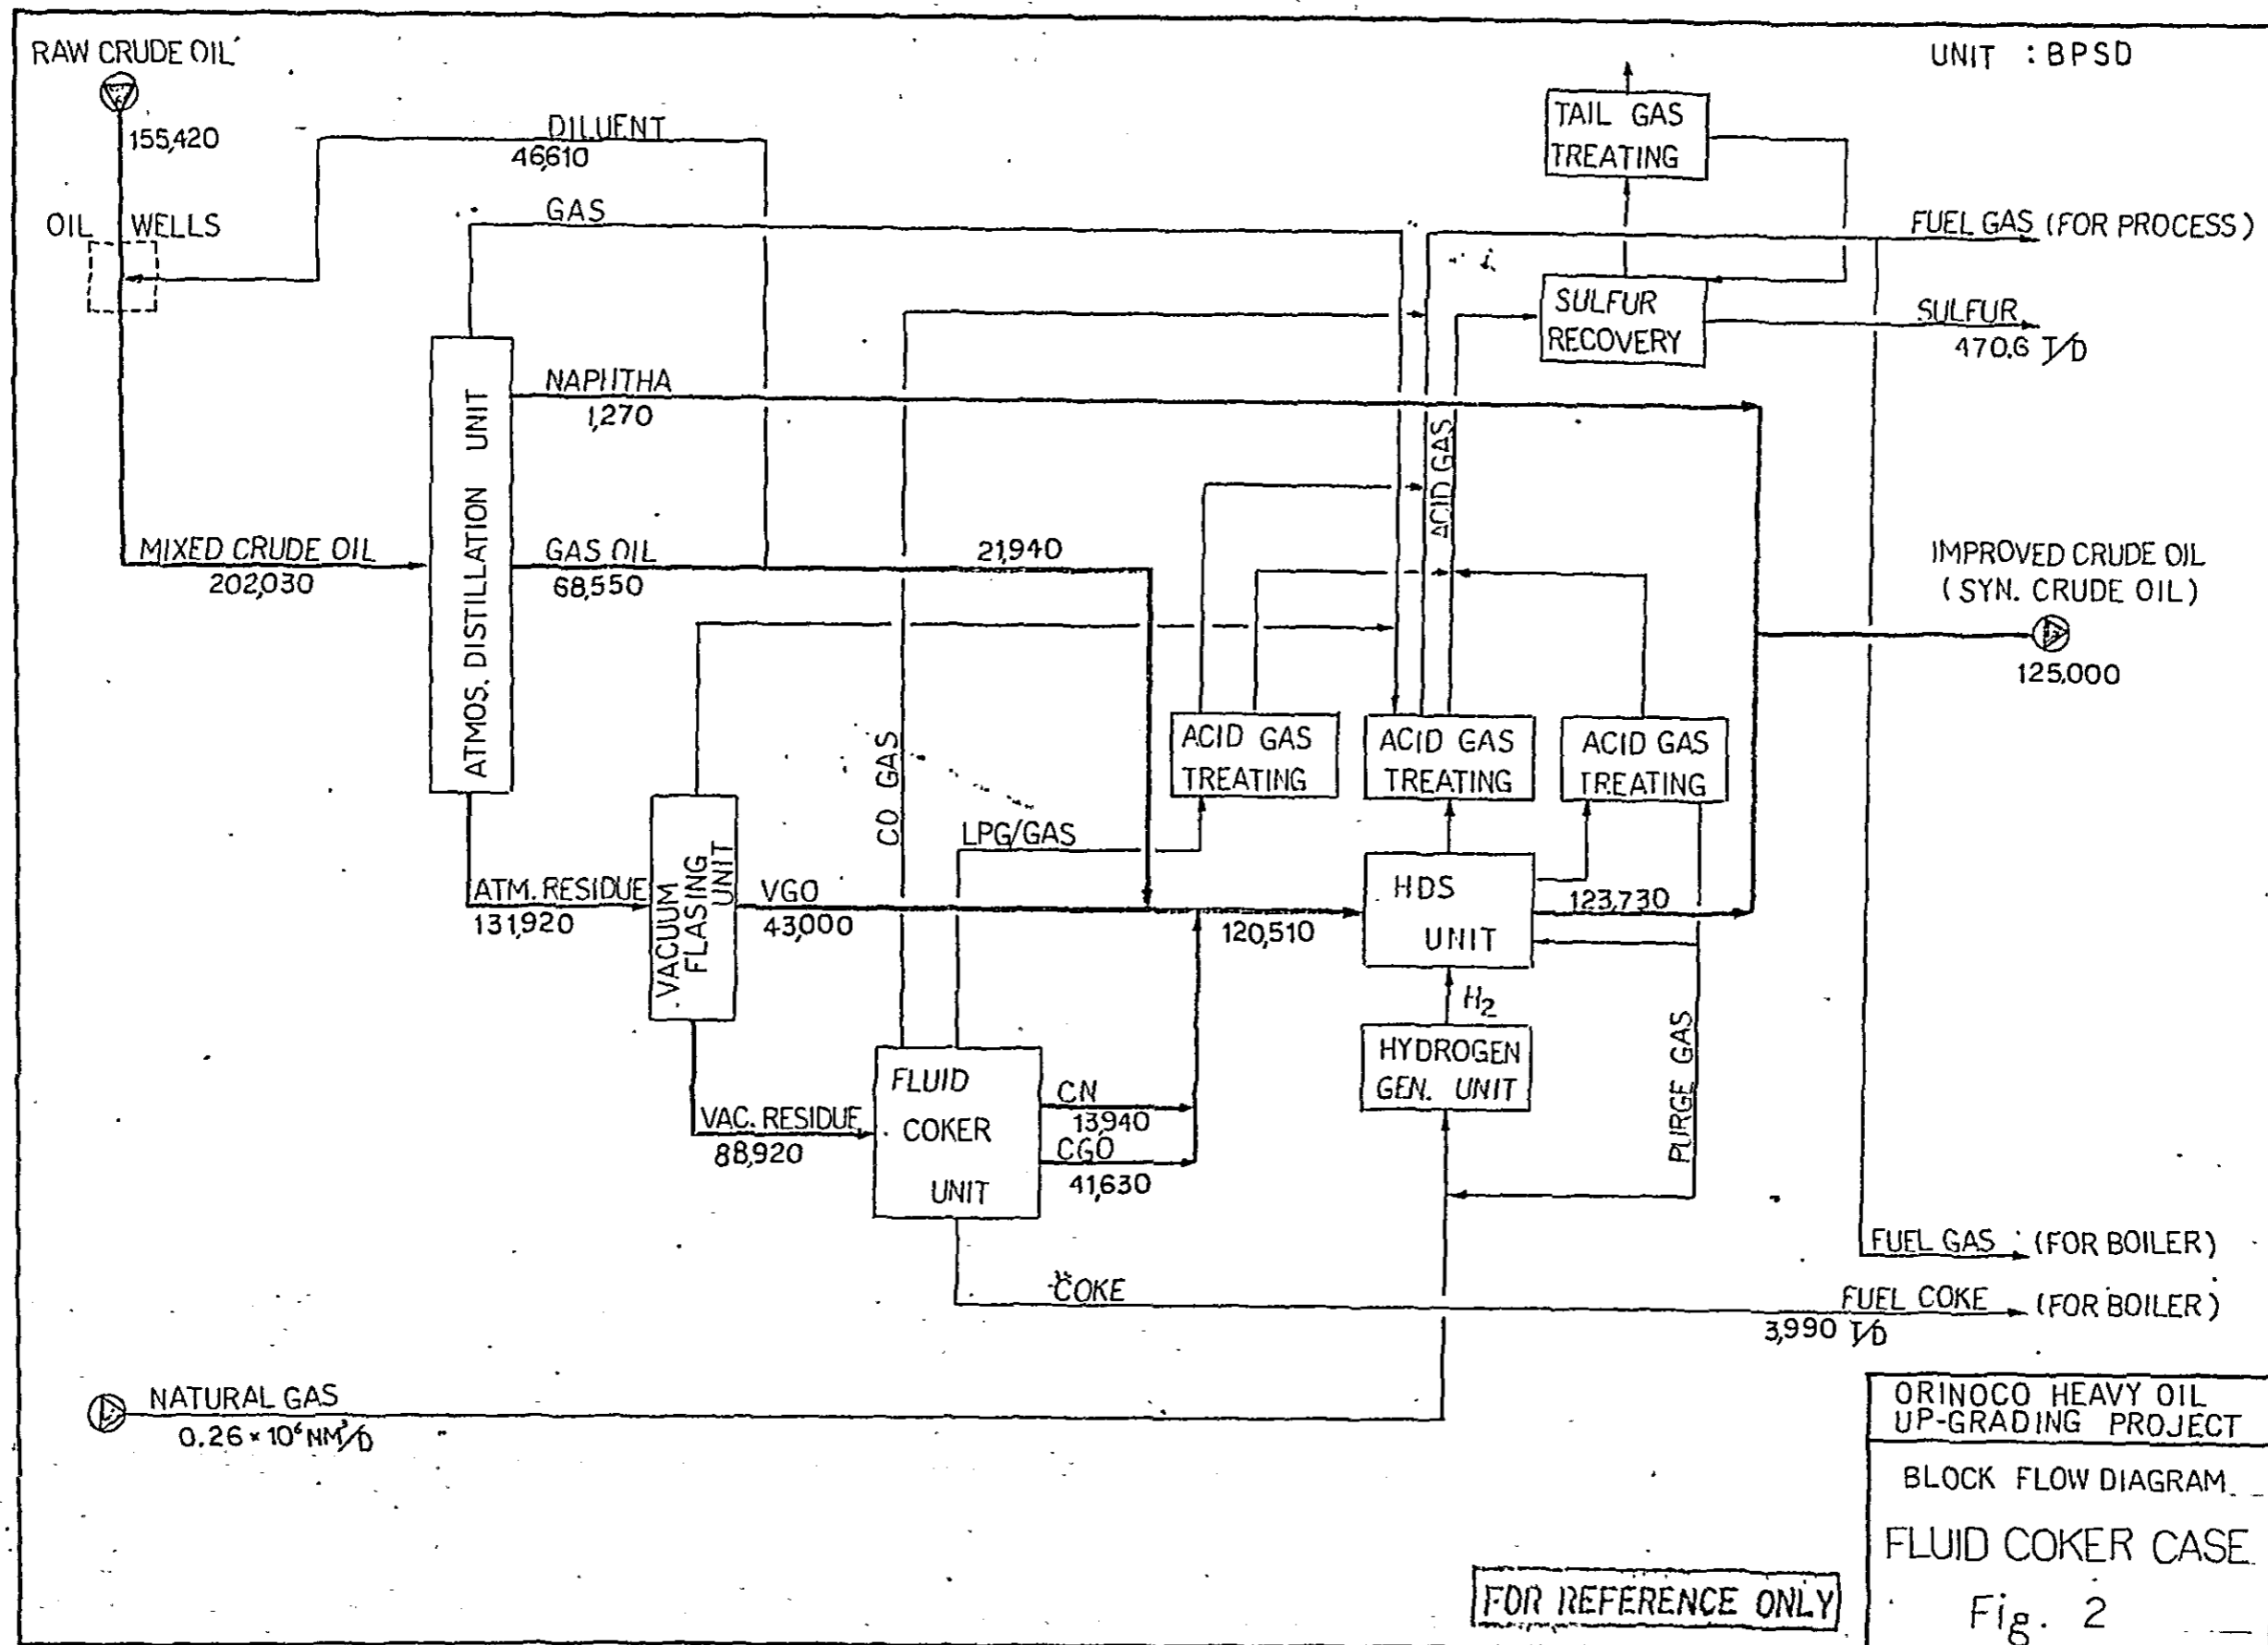 RAW CRUDE OIL
UNIT : BPSD
155,420
DILUENT
46,610
TAIL GAS
TREATING
OIL WELLS
GAS
FUEL GAS (FOR PROCESS)
SULFUR
RECOVERY
SULFUR
470.6 T/D
NAPHTHA
1,270
ATMOS. DISTILLATION UNIT
ACID GAS
MIXED CRUDE OIL
202,030
GAS OIL
68,550
21,940
IMPROVED CRUDE OIL
(SYN. CRUDE OIL)
125,000
ACID GAS
TREATING
ACID GAS
TREATING
ACID GAS
TREATING
CO GAS
LPG/GAS
ATM. RESIDUE
131,920
VACUUM
FLASING
UNIT
VGO
43,000
120,510
HDS
UNIT
123,730
H2
HYDROGEN
GEN. UNIT
PURGE GAS
VAC. RESIDUE
88,920
FLUID
COKER
UNIT
CN
13,940
CGO
41,630
FUEL GAS (FOR BOILER)
COKE
FUEL COKE (FOR BOILER)
3,990 T/D
NATURAL GAS
0.26 × 10⁶ NM³/D
ORINOCO HEAVY OIL
UP-GRADING PROJECT
BLOCK FLOW DIAGRAM
FLUID COKER CASE
Fig. 2
FOR REFERENCE ONLY